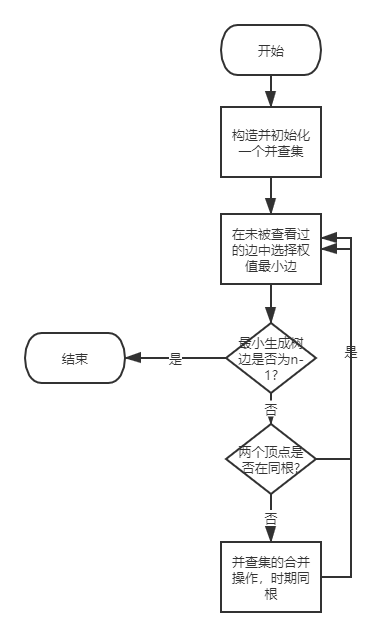 开始
构造并初始化
一个并查集
在未被查看过
的边中选择权
值最小边
最小生成树
边是否为n-
1?
是
结束
否
两个顶点是
否在同根?
是
否
并查集的合并
操作，时期同
根